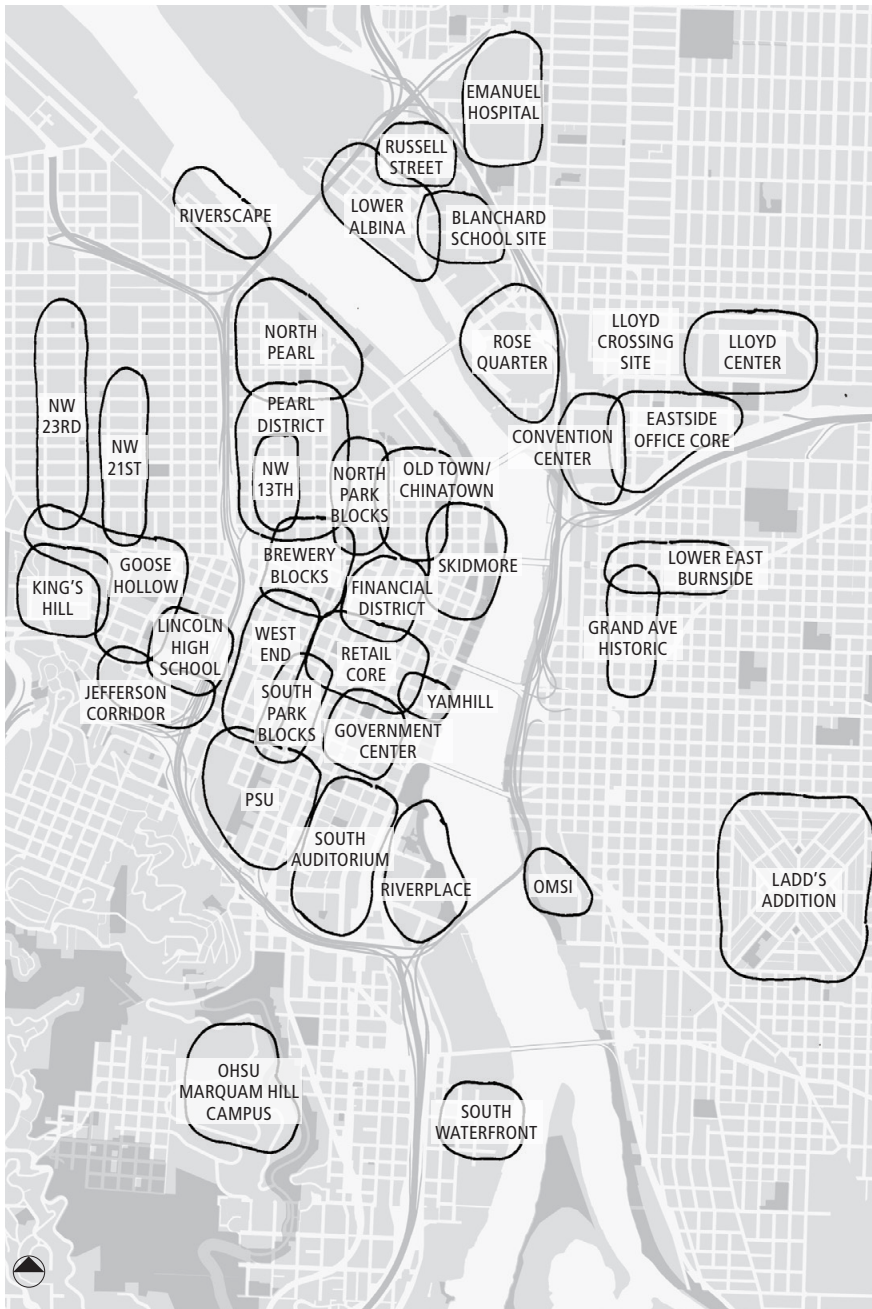 EMANUEL
HOSPITAL
RUSSELL
STREET
RIVERSCAPE
LOWER
ALBINA
BLANCHARD
SCHOOL SITE
NORTH
PEARL
ROSE
QUARTER
LLOYD
CROSSING
SITE
LLOYD
CENTER
NW
23RD
NW
21ST
PEARL
DISTRICT
NW
13TH
NORTH
PARK
BLOCKS
OLD TOWN/
CHINATOWN
CONVENTION
CENTER
EASTSIDE
OFFICE CORE
KING'S
HILL
GOOSE
HOLLOW
BREWERY
BLOCKS
FINANCIAL
DISTRICT
SKIDMORE
LOWER EAST
BURNSIDE
GRAND AVE
HISTORIC
LINCOLN
HIGH
SCHOOL
JEFFERSON
CORRIDOR
WEST
END
SOUTH
PARK
BLOCKS
RETAIL
CORE
YAMHILL
GOVERNMENT
CENTER
PSU
SOUTH
AUDITORIUM
RIVERPLACE
OMSI
LADD'S
ADDITION
OHSU
MARQUAM HILL
CAMPUS
SOUTH
WATERFRONT